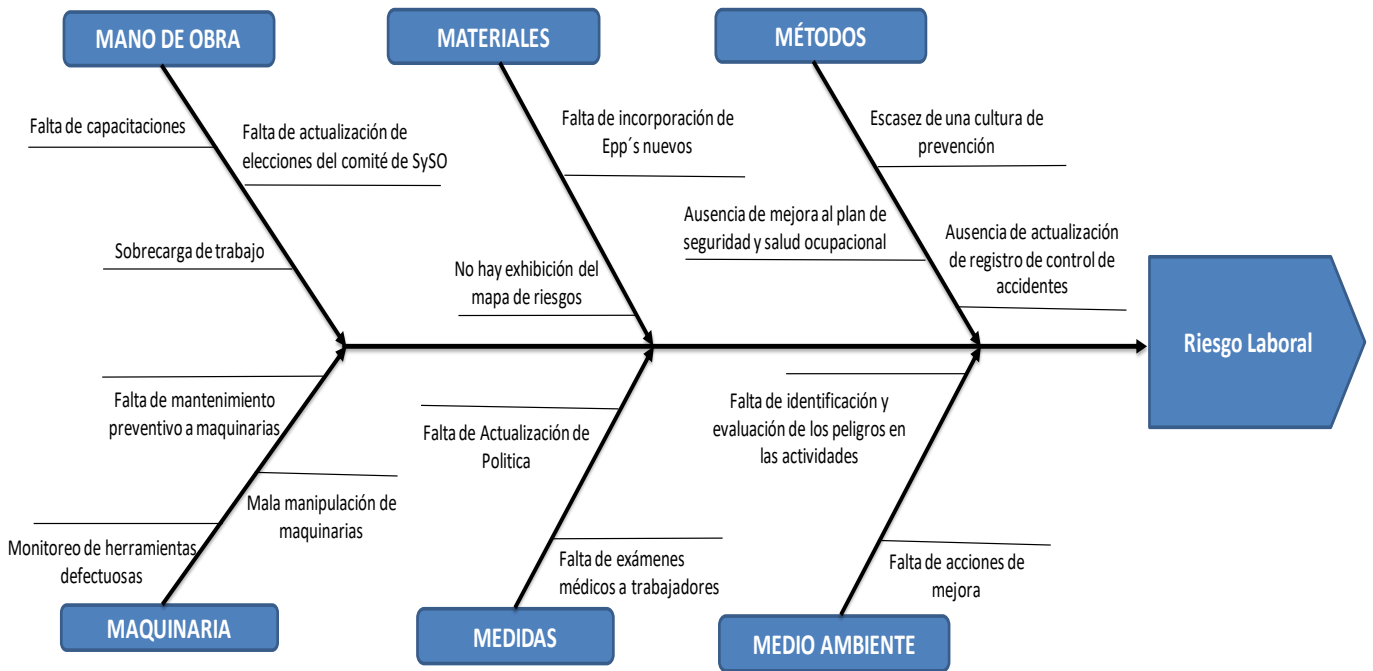 MANO DE OBRA
MATERIALES
MÉTODOS
Falta de capacitaciones
Falta de actualización de
elecciones del comité de SySO
Sobrecarga de trabajo
Falta de incorporación de
Epp´s nuevos
No hay exhibición del
mapa de riesgos
Escasez de una cultura de
prevención
Ausencia de mejora al plan de
seguridad y salud ocupacional
Ausencia de actualización
de registro de control de
accidentes
Riesgo Laboral
Falta de mantenimiento
preventivo a maquinarias
Mala manipulación de
maquinarias
Monitoreo de herramientas
defectuosas
Falta de Actualización de
Politica
Falta de exámenes
médicos a trabajadores
Falta de identificación y
evaluación de los peligros en
las actividades
Falta de acciones de
mejora
MAQUINARIA
MEDIDAS
MEDIO AMBIENTE